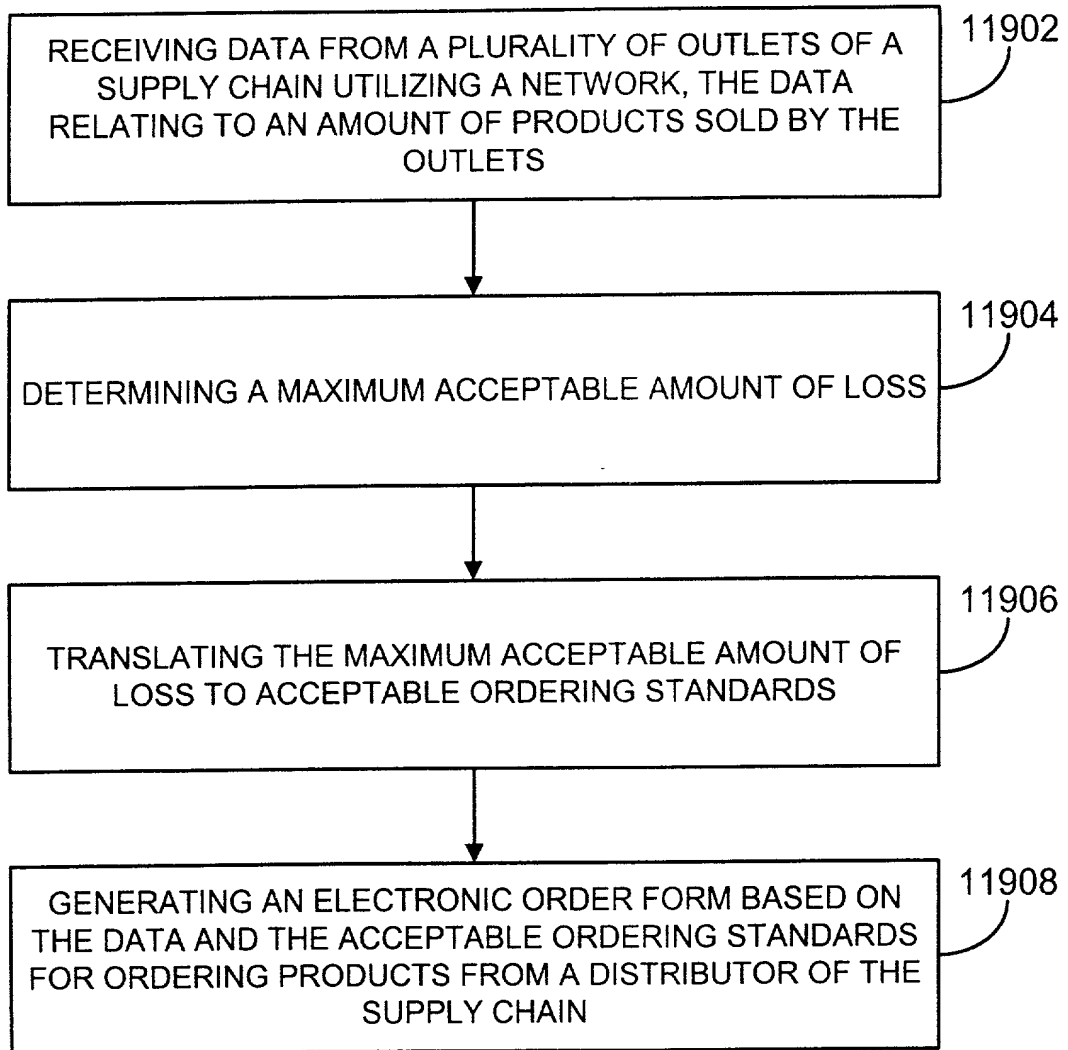 RECEIVING DATA FROM A PLURALITY OF OUTLETS OF A
SUPPLY CHAIN UTILIZING A NETWORK, THE DATA
RELATING TO AN AMOUNT OF PRODUCTS SOLD BY THE
OUTLETS
11902
DETERMINING A MAXIMUM ACCEPTABLE AMOUNT OF LOSS
11904
TRANSLATING THE MAXIMUM ACCEPTABLE AMOUNT OF
LOSS TO ACCEPTABLE ORDERING STANDARDS
11906
GENERATING AN ELECTRONIC ORDER FORM BASED ON
THE DATA AND THE ACCEPTABLE ORDERING STANDARDS
FOR ORDERING PRODUCTS FROM A DISTRIBUTOR OF THE
SUPPLY CHAIN
11908